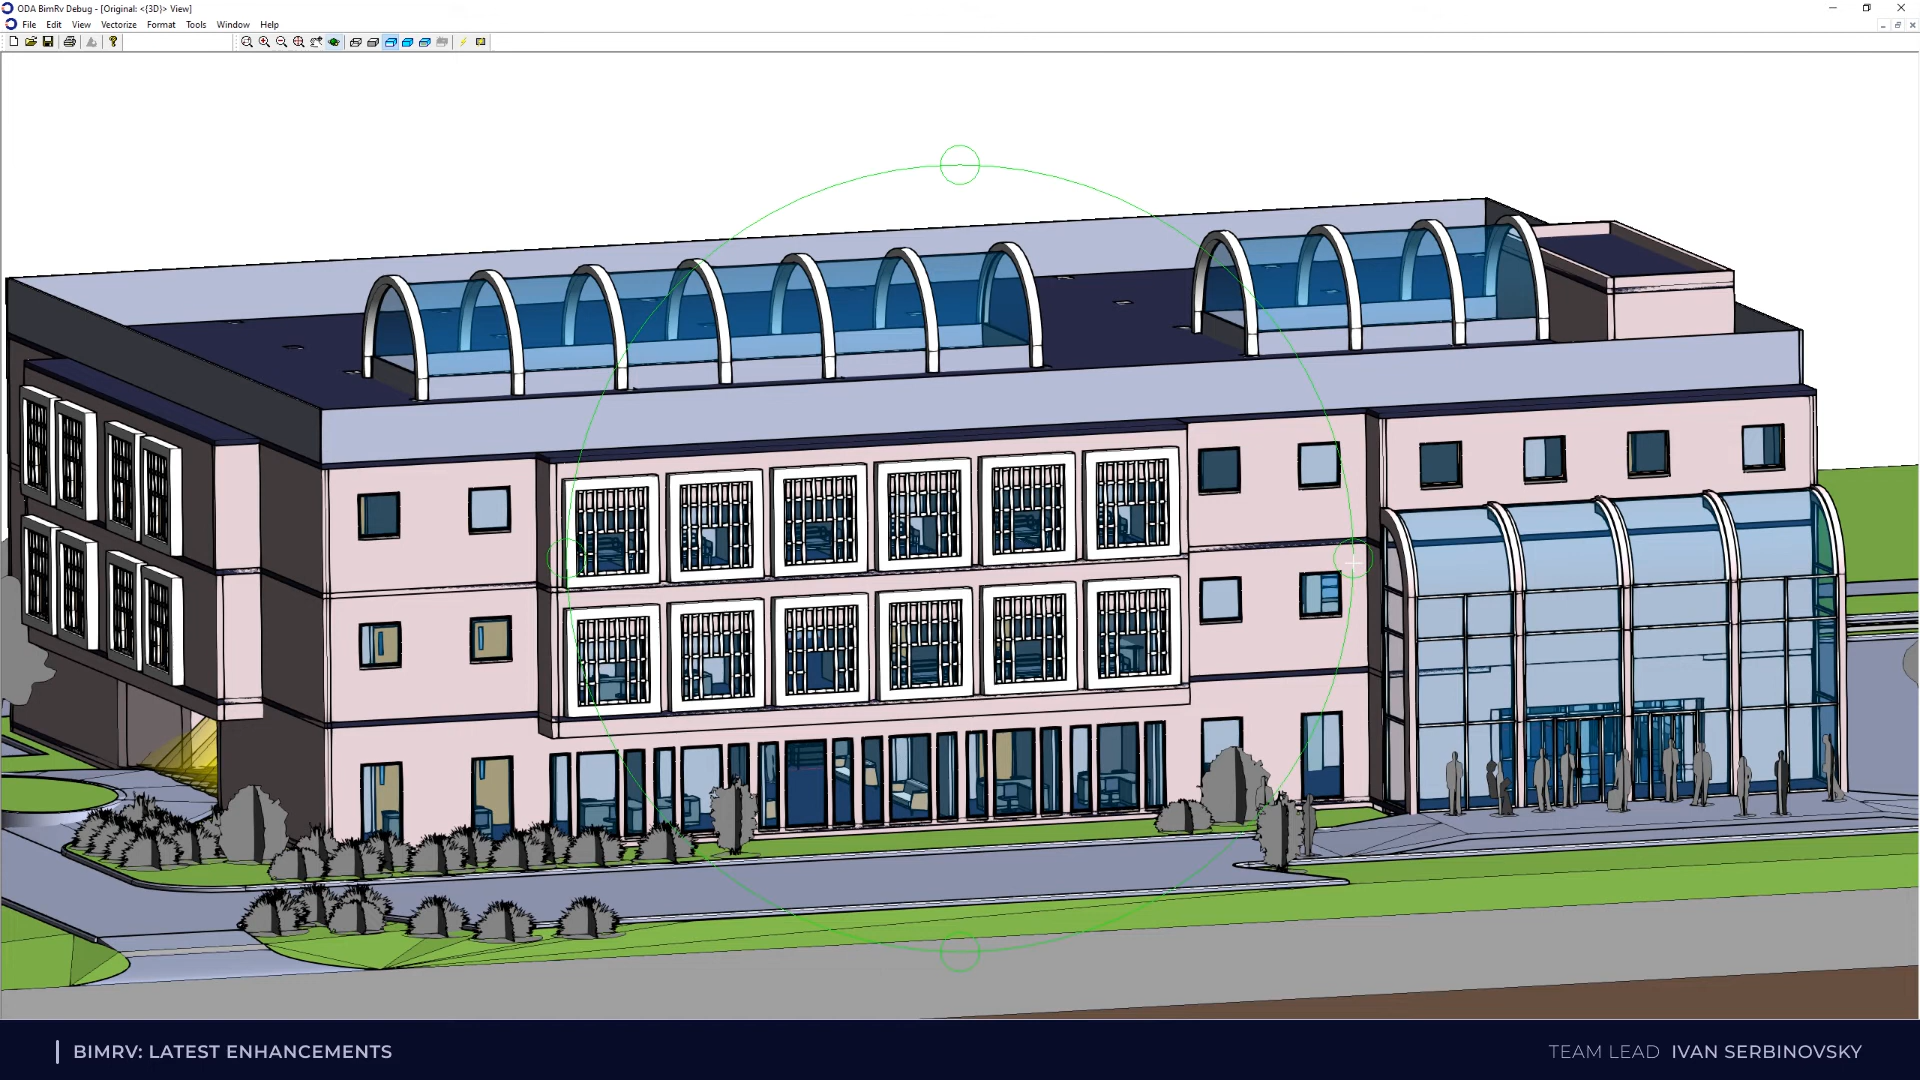 ODA BimRv Debug - [Original: <{3D}> View]
File Edit View Vectorize Format Tools Window Help
BIMRV: LATEST ENHANCEMENTS
TEAM LEAD IVAN SERBINOVSKY